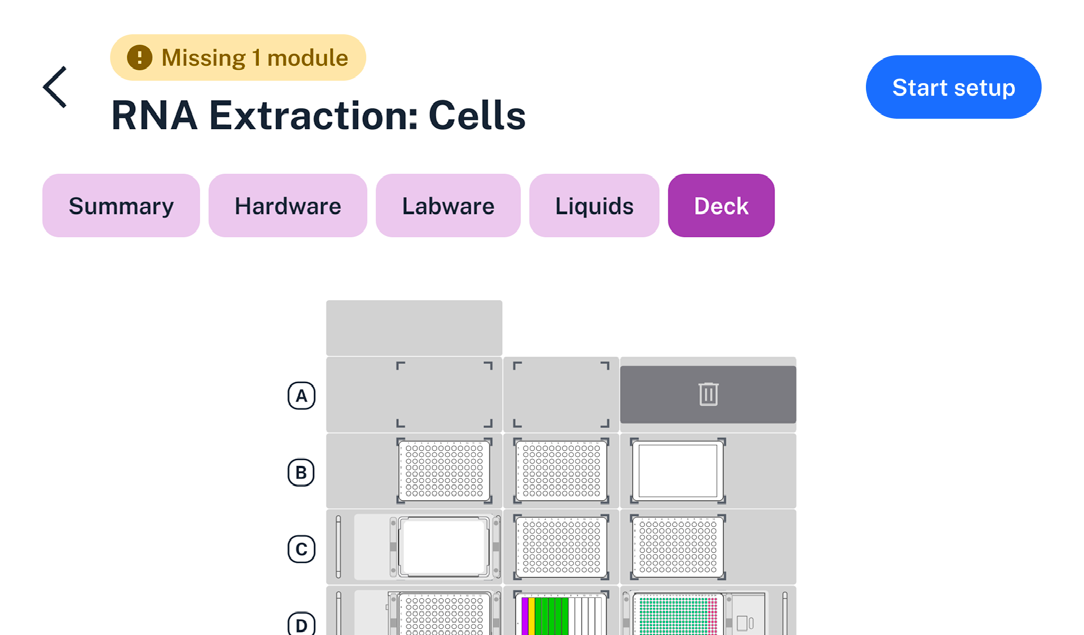 Missing 1 module
RNA Extraction: Cells
Start setup
Summary
Hardware
Labware
Liquids
Deck
A
B
C
D